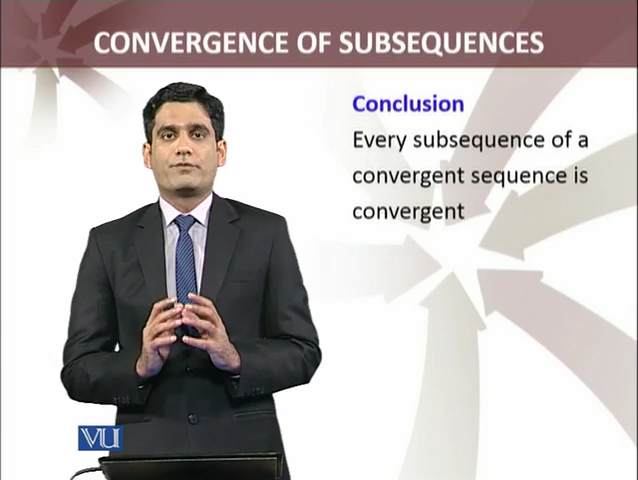 CONVERGENCE OF SUBSEQUENCES
Conclusion
Every subsequence of a
convergent sequence is
convergent
VU